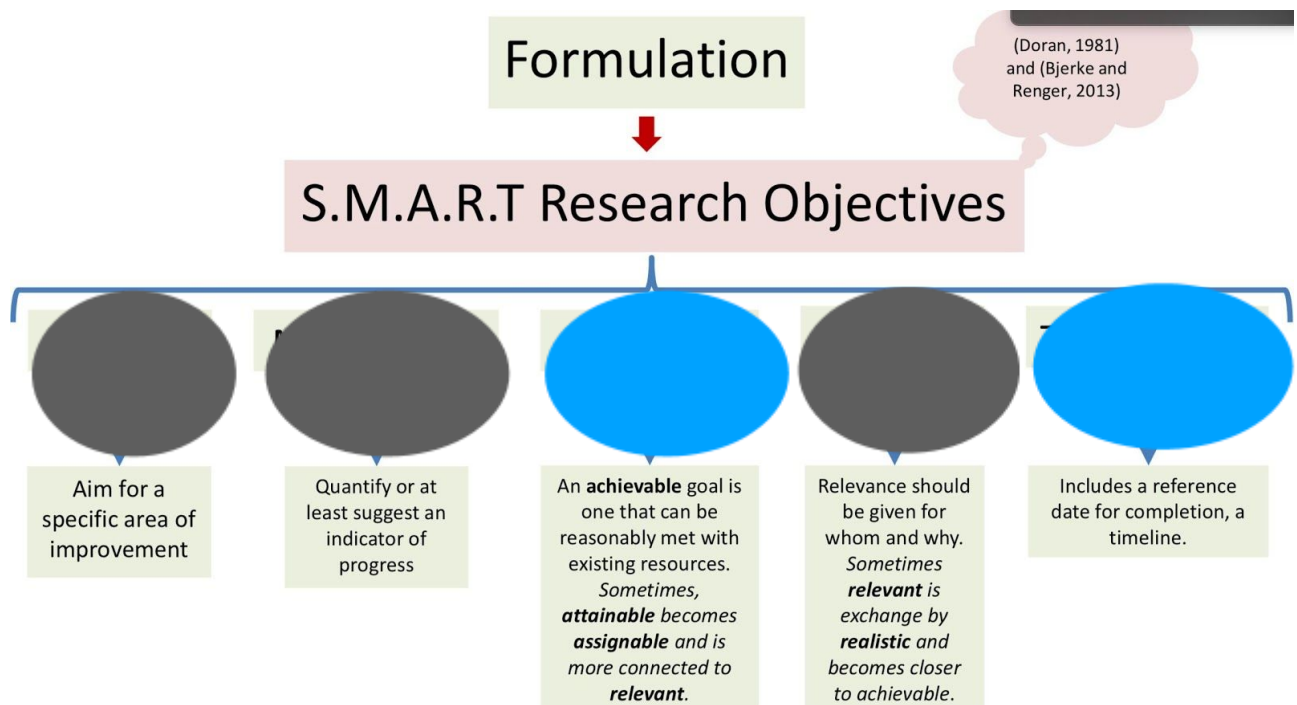 Formulation
(Doran, 1981)
and (Bjerke and
Renger, 2013)
S.M.A.R.T Research Objectives
Aim for a
specific area of
improvement
Quantify or at
least suggest an
indicator of
progress
An achievable goal is
one that can be
reasonably met with
existing resources.
Sometimes,
attainable becomes
assignable and is
more connected to
relevant.
Relevance should
be given for
whom and why.
Sometimes
relevant is
exchange by
realistic and
becomes closer
to achievable.
Includes a reference
date for completion, a
timeline.